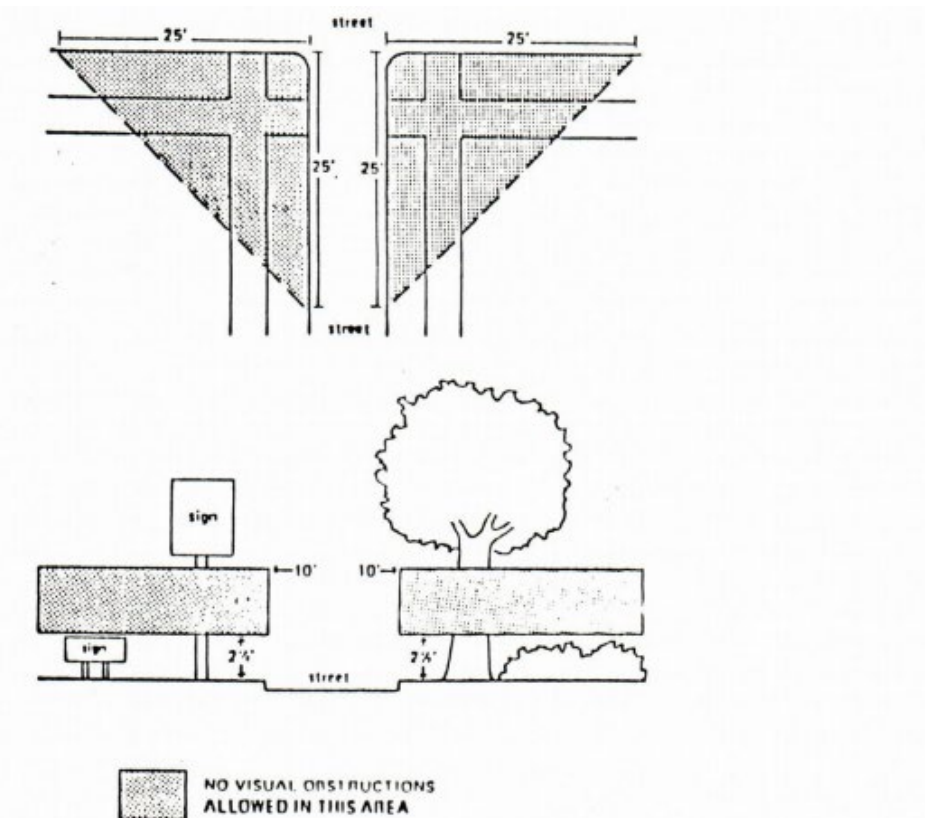 street
25'
25'
25'
25'
street
sign
10'
10'
sign
2½'
2½'
street
NO VISUAL OBSTRUCTIONS
ALLOWED IN THIS AREA